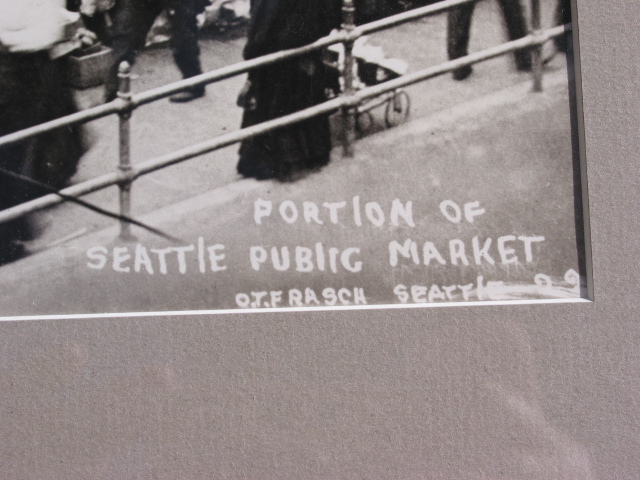 PORTION OF
SEATTLE PUBLIC MARKET
O.T.FRASCH SEATTLE